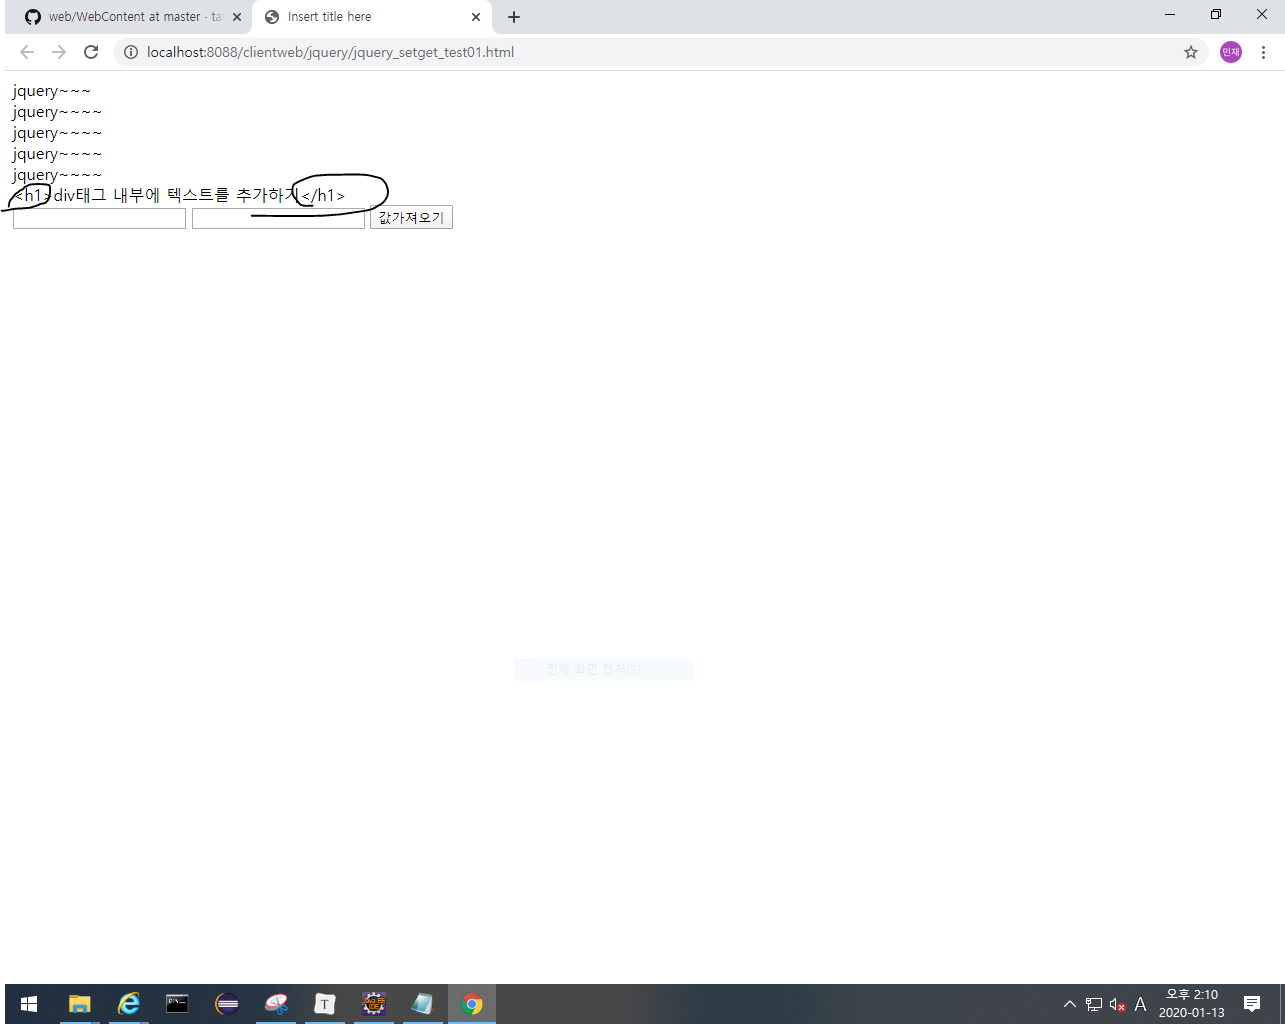 web/WebContent at master · ta
Insert title here
localhost:8088/clientweb/jquery/jquery_setget_test01.html
민재
jquery~~~
jquery~~~~
jquery~~~~
jquery~~~~
jquery~~~~
<h1>div태그 내부에 텍스트를 추가하기</h1>
값가져오기
전체 화면 캡처(S)
T
A
오후 2:10
2020-01-13